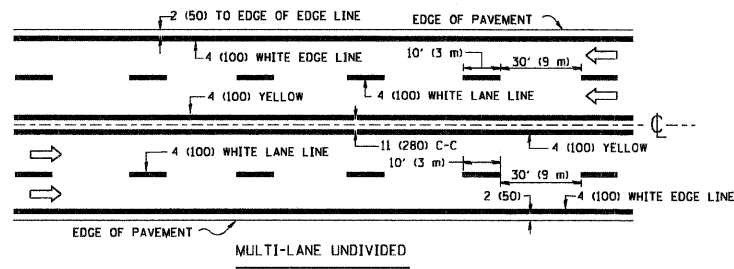 2 (50) TO EDGE OF EDGE LINE
EDGE OF PAVEMENT
4 (100) WHITE EDGE LINE
10' (3 m)
30' (9 m)
4 (100) YELLOW
4 (100) WHITE LANE LINE
CL
4 (100) WHITE LANE LINE
11 (280) C-C
4 (100) YELLOW
10' (3 m)
30' (9 m)
2 (50)
4 (100) WHITE EDGE LINE
EDGE OF PAVEMENT
MULTI-LANE UNDIVIDED